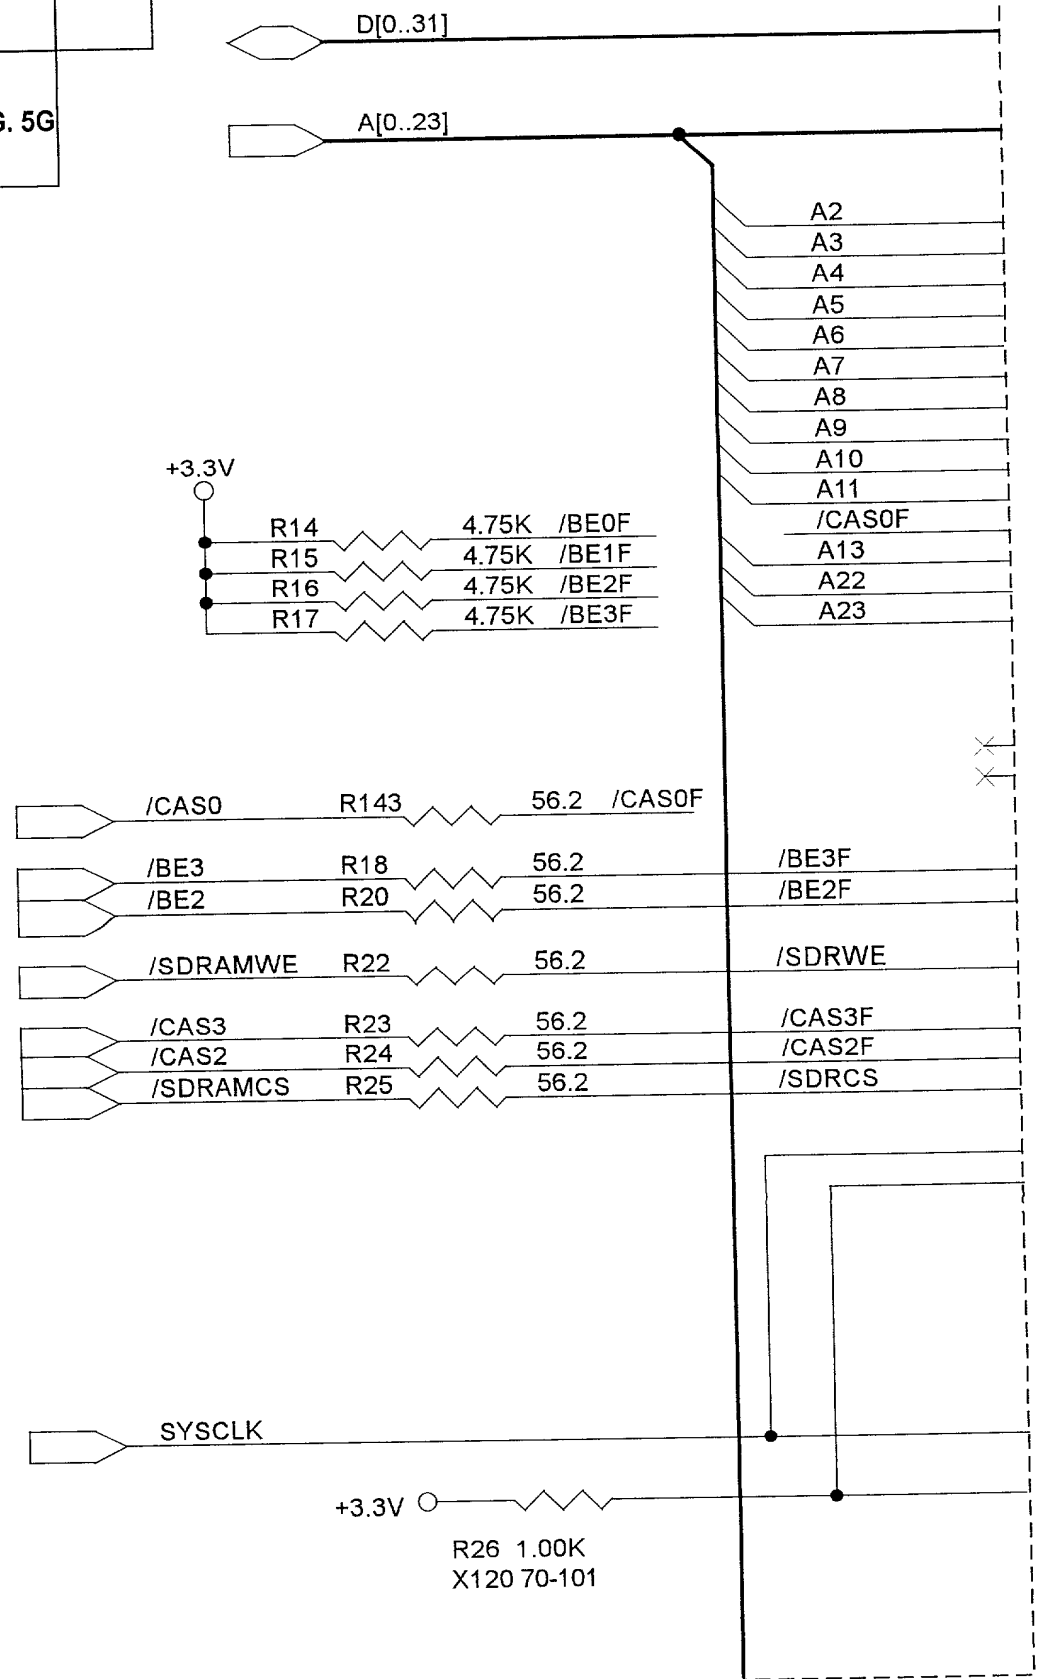 D[0..31]
G. 5G
A[0..23]
A2
A3
A4
A5
A6
A7
A8
A9
A10
A11
/CAS0F
A13
A22
A23
+3.3V
R14 4.75K /BE0F
R15 4.75K /BE1F
R16 4.75K /BE2F
R17 4.75K /BE3F
/CAS0 R143 56.2 /CAS0F
/BE3 R18 56.2 /BE3F
/BE2 R20 56.2 /BE2F
/SDRAMWE R22 56.2 /SDRWE
/CAS3 R23 56.2 /CAS3F
/CAS2 R24 56.2 /CAS2F
/SDRAMCS R25 56.2 /SDRCS
SYSCLK
+3.3V
R26 1.00K
X120 70-101